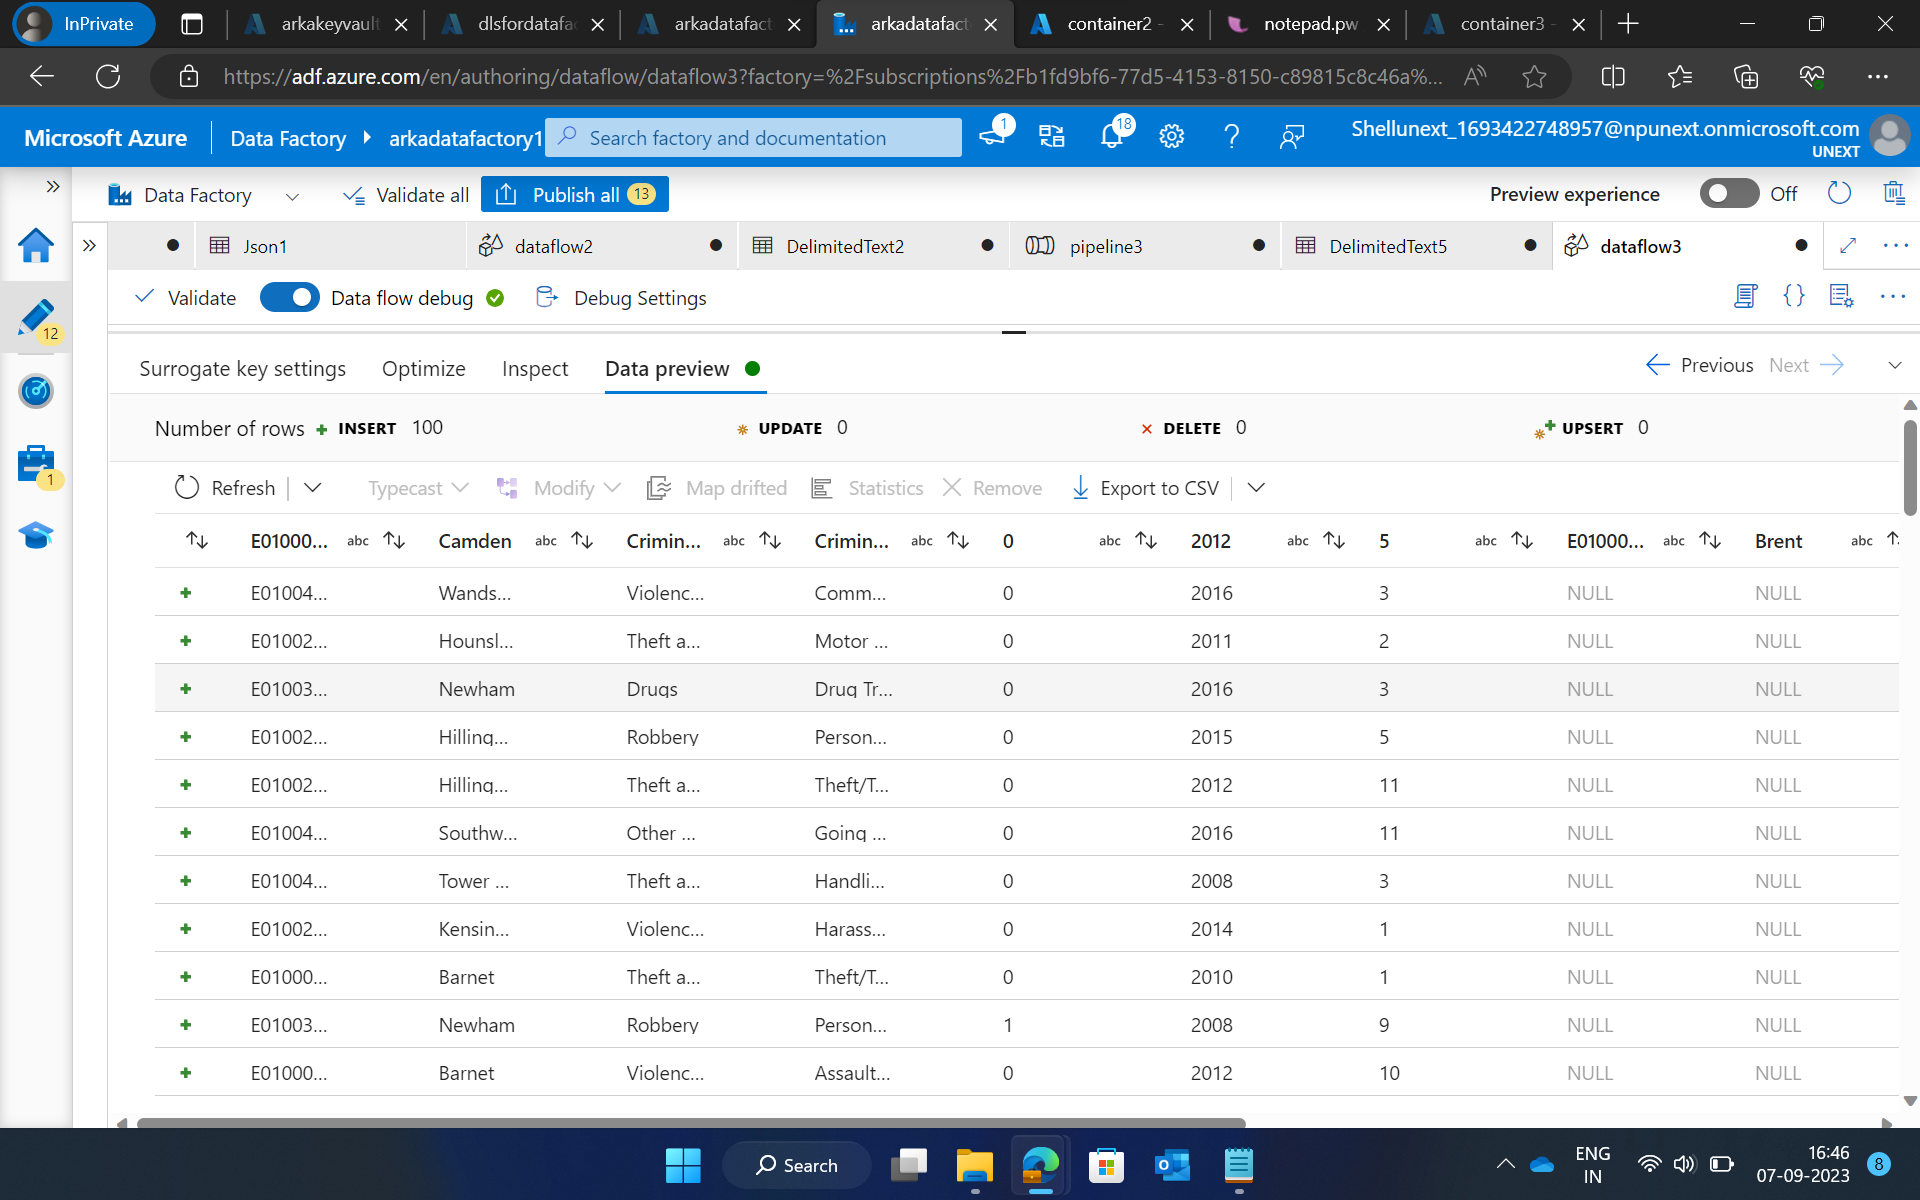 InPrivate
arkakeyvault
dlsfordatafac
arkadatafact
arkadatafact
container2 -
notepad.pw
container3 -
https://adf.azure.com/en/authoring/dataflow/dataflow3?factory=%2Fsubscriptions%2Fb1fd9bf6-77d5-4153-8150-c89815c8c46a%...
Microsoft Azure
Data Factory
arkadatafactory1
Search factory and documentation
1
18
Shellunext_1693422748957@npunext.onmicrosoft.com
UNEXT
Data Factory
Validate all
Publish all 13
Preview experience
Off
Json1
dataflow2
DelimitedText2
pipeline3
DelimitedText5
dataflow3
Validate
Data flow debug
Debug Settings
12
1
Surrogate key settings
Optimize
Inspect
Data preview
Previous
Next
Number of rows
INSERT 100
UPDATE 0
DELETE 0
UPSERT 0
Refresh
Typecast
Modify
Map drifted
Statistics
Remove
Export to CSV
E01000... abc Camden abc Crimin... abc Crimin... abc 0 abc 2012 abc 5 abc E01000... abc Brent abc
E01004... Wands... Violenc... Comm... 0 2016 3 NULL NULL
E01002... Hounsl... Theft a... Motor ... 0 2011 2 NULL NULL
E01003... Newham Drugs Drug Tr... 0 2016 3 NULL NULL
E01002... Hilling... Robbery Person... 0 2015 5 NULL NULL
E01002... Hilling... Theft a... Theft/T... 0 2012 11 NULL NULL
E01004... Southw... Other ... Going ... 0 2016 11 NULL NULL
E01004... Tower ... Theft a... Handli... 0 2008 3 NULL NULL
E01002... Kensin... Violenc... Harass... 0 2014 1 NULL NULL
E01000... Barnet Theft a... Theft/T... 0 2010 1 NULL NULL
E01003... Newham Robbery Person... 1 2008 9 NULL NULL
E01000... Barnet Violenc... Assault... 0 2012 10 NULL NULL
Search
ENG
IN
16:46
07-09-2023
8